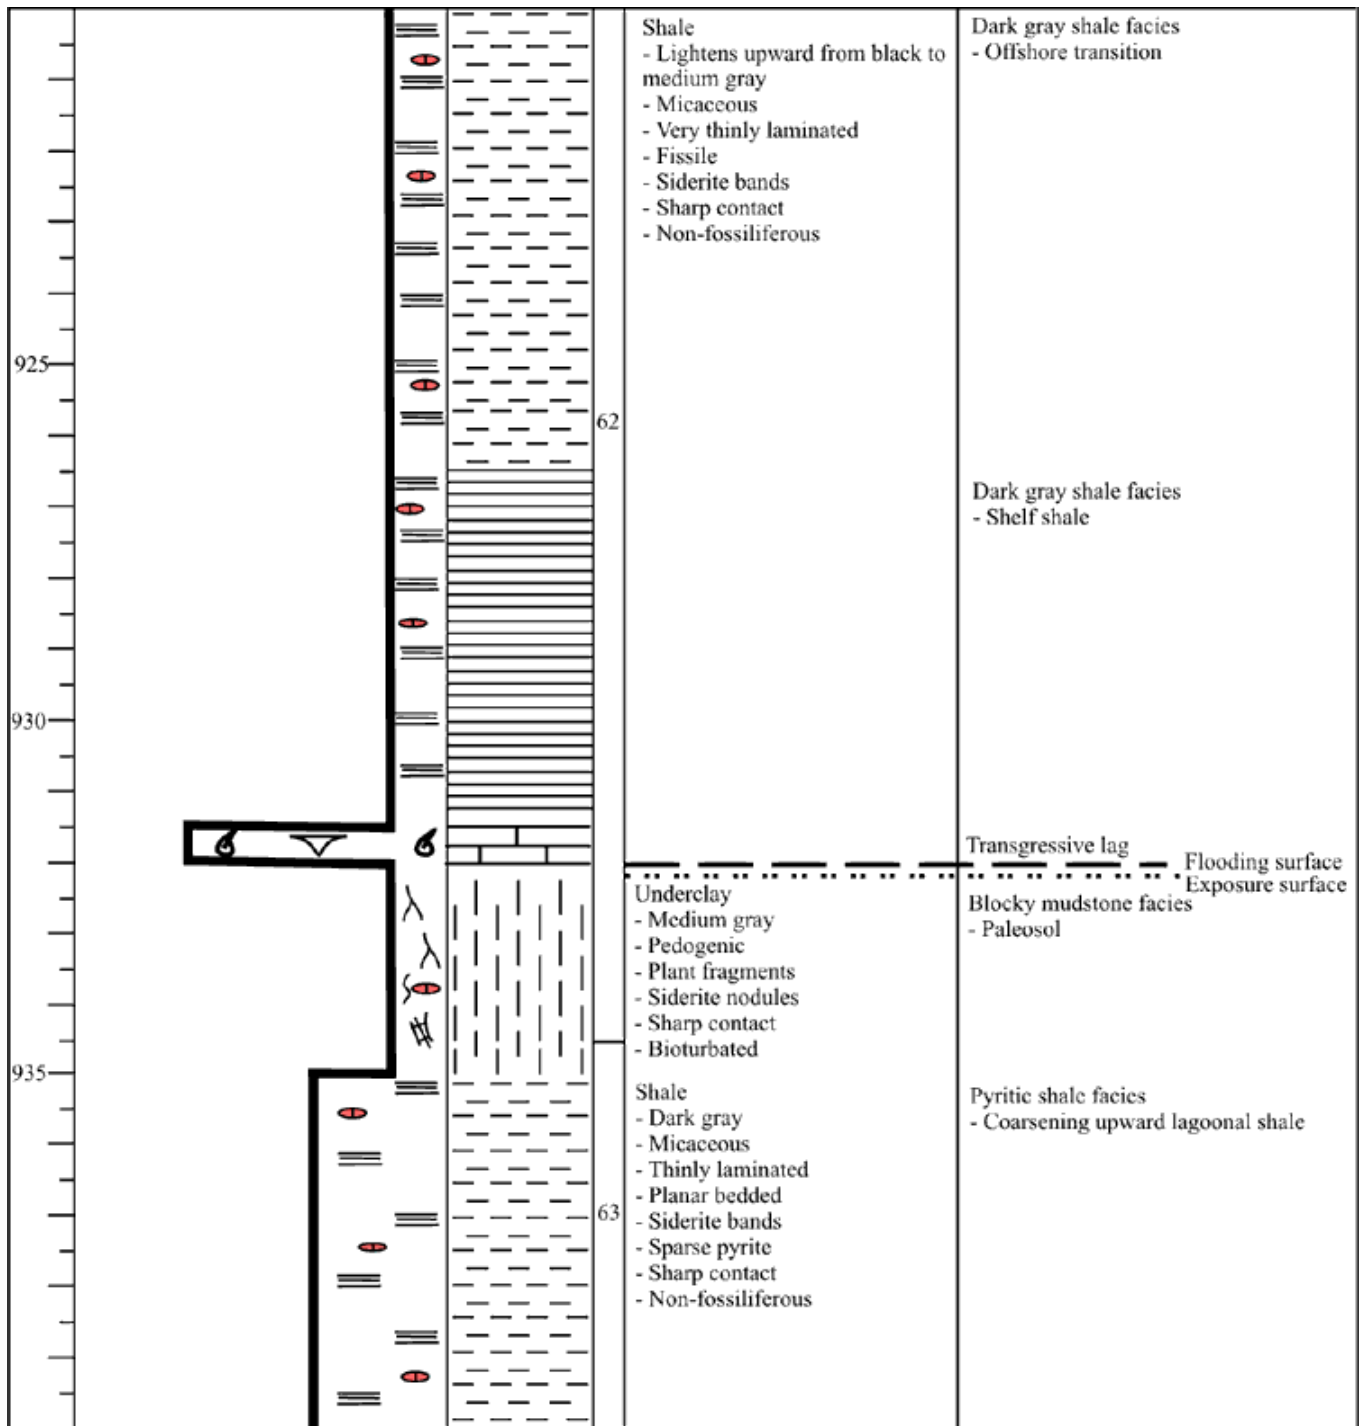 Shale
- Lightens upward from black to
medium gray
- Micaceous
- Very thinly laminated
- Fissile
- Siderite bands
- Sharp contact
- Non-fossiliferous
Dark gray shale facies
- Offshore transition
925
62
Dark gray shale facies
- Shelf shale
930
Transgressive lag
Flooding surface
Exposure surface
Underclay
- Medium gray
- Pedogenic
- Plant fragments
- Siderite nodules
- Sharp contact
- Bioturbated
Blocky mudstone facies
- Paleosol
935
Shale
- Dark gray
- Micaceous
- Thinly laminated
- Planar bedded
- Siderite bands
- Sparse pyrite
- Sharp contact
- Non-fossiliferous
Pyritic shale facies
- Coarsening upward lagoonal shale
63